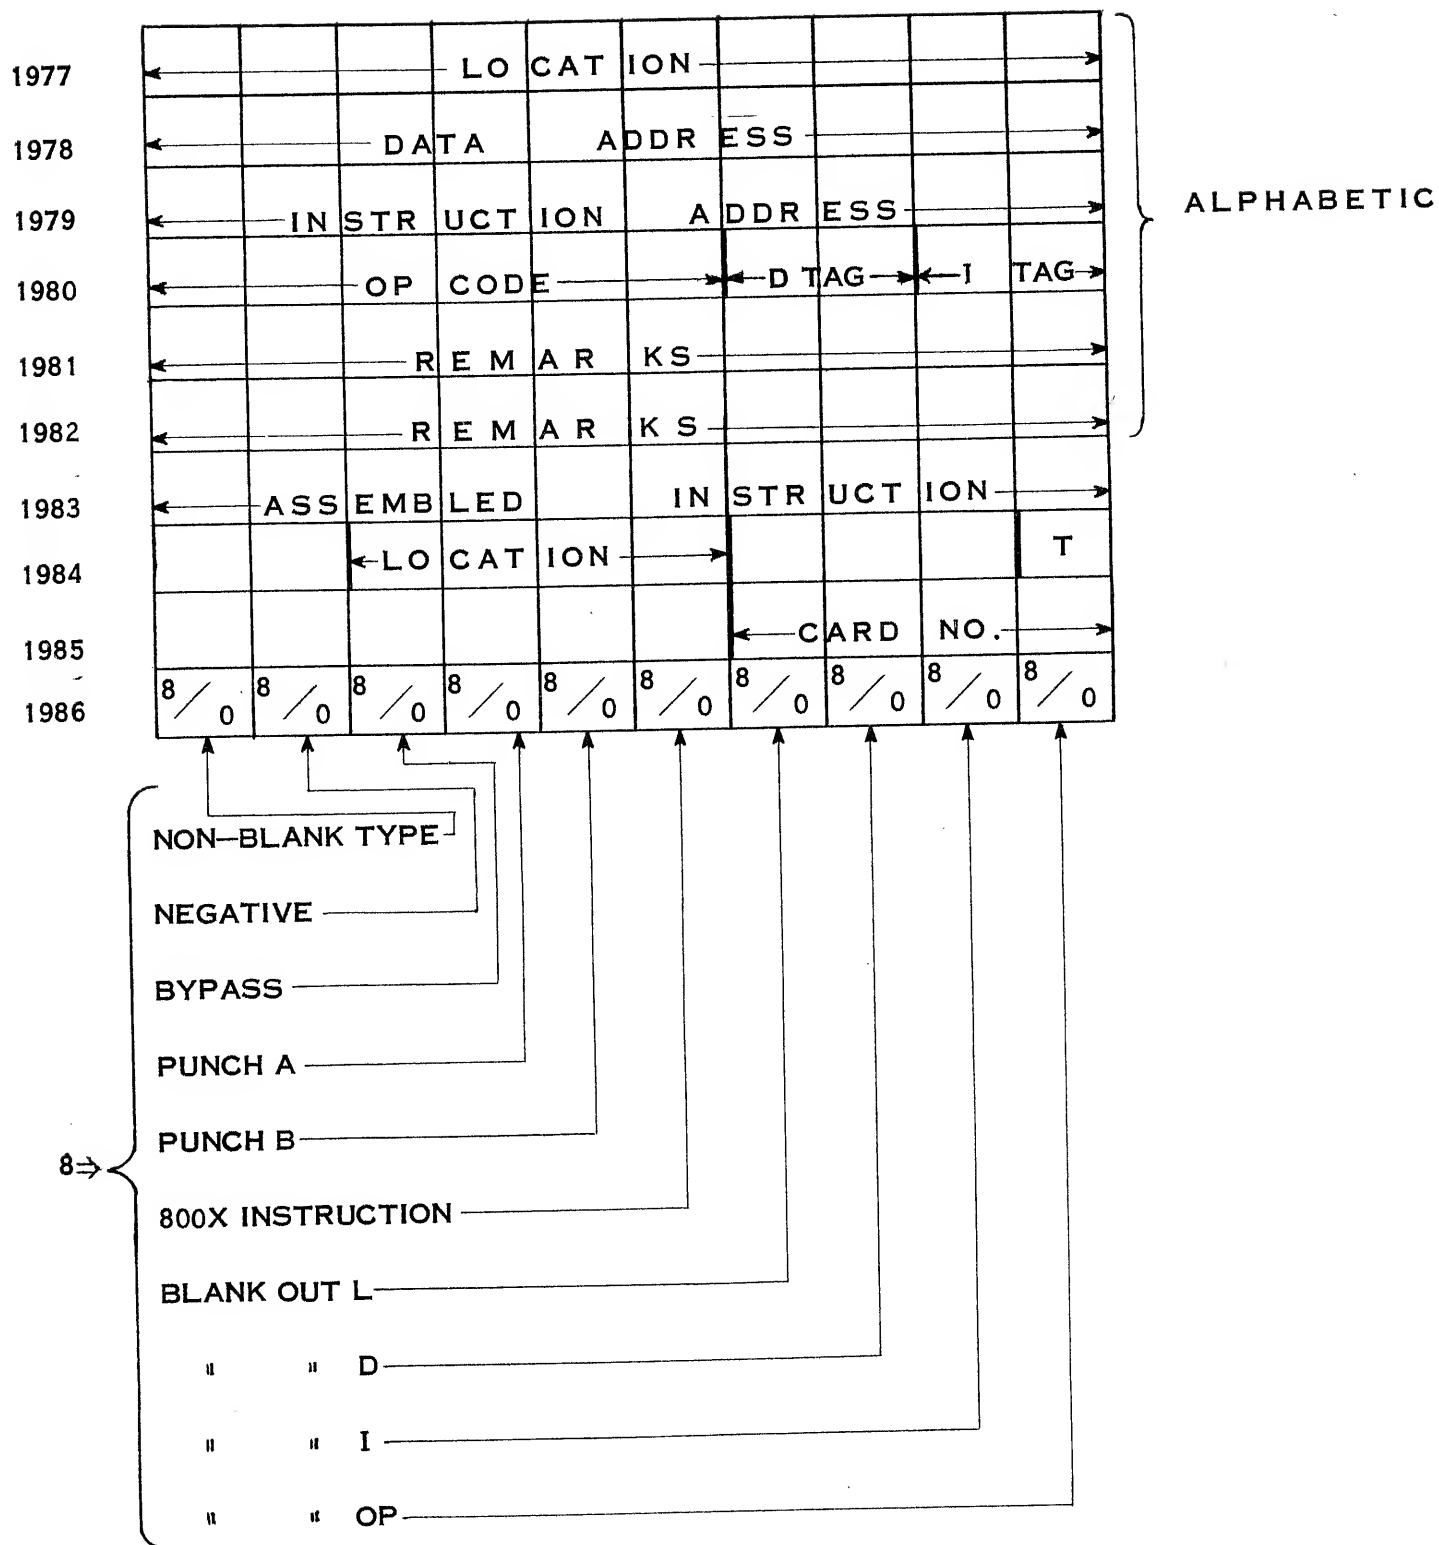 1977 LOCATION
1978 DATA ADDRESS
1979 INSTRUCTION ADDRESS
ALPHABETIC
1980 OP CODE D TAG I TAG
1981 REMARKS
1982 REMARKS
1983 ASSEMBLED INSTRUCTION
1984 LOCATION T
1985 CARD NO.
1986 8/0 8/0 8/0 8/0 8/0 8/0 8/0 8/0 8/0 8/0
NON-BLANK TYPE
NEGATIVE
BYPASS
PUNCH A
PUNCH B
8⇒
800X INSTRUCTION
BLANK OUT L
" " D
" " I
" " OP